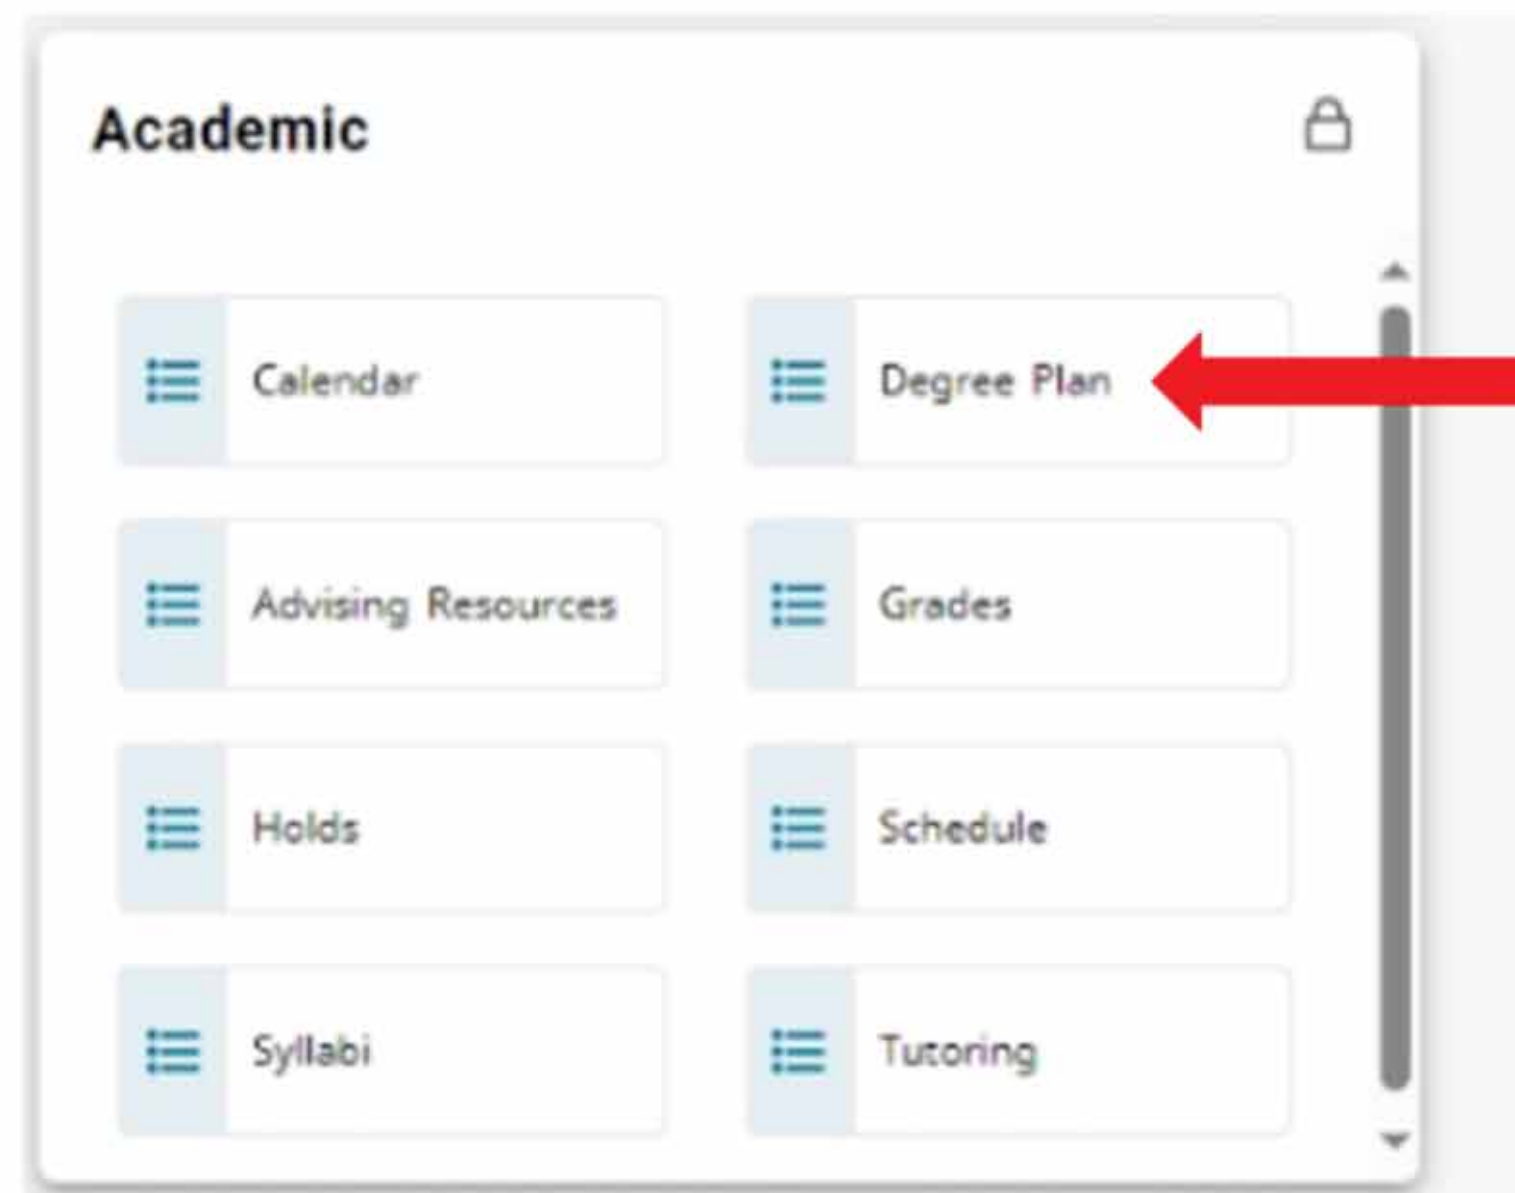 Academic
Calendar
Degree Plan
Advising Resources
Grades
Holds
Schedule
Syllabi
Tutoring